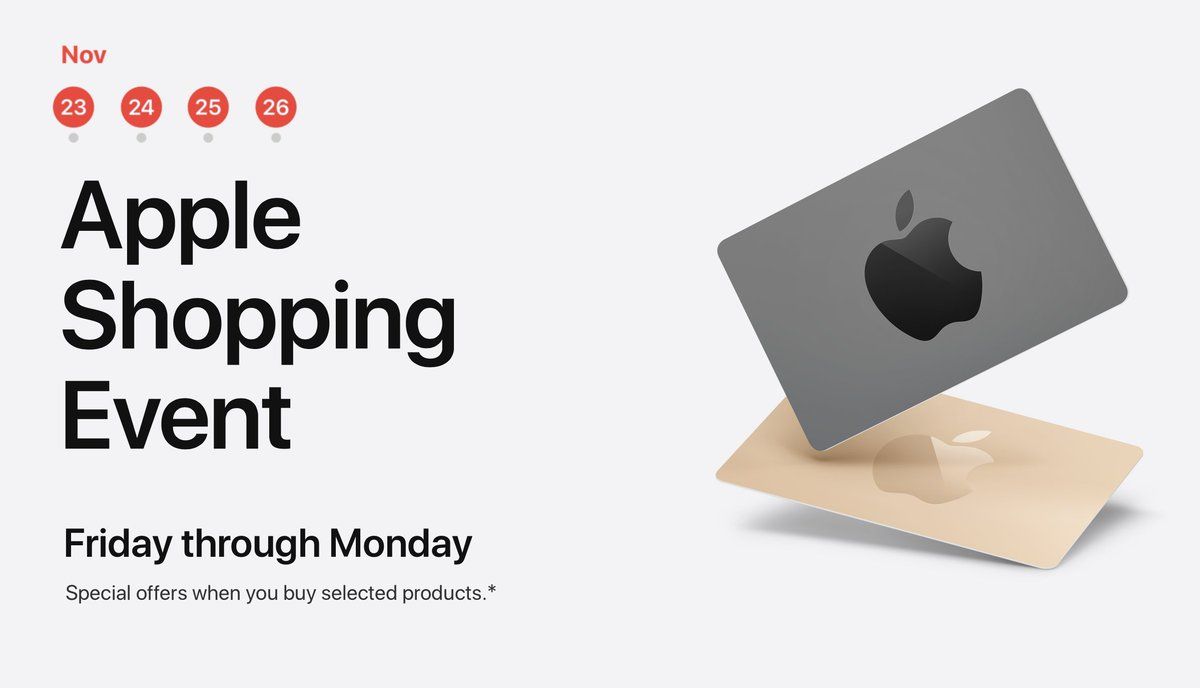 Nov
23 24 25 26
Apple
Shopping
Event
Friday through Monday
Special offers when you buy selected products.*